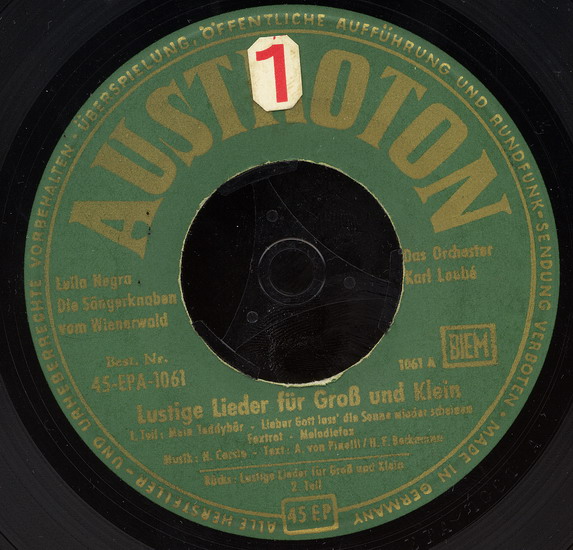 ALLE HERSTELLER- UND URHEBERRECHTE VORBEHALTEN · ÜBERSPIELUNG, ÖFFENTLICHE AUFFÜHRUNG UND RUNDFUNK-SENDUNG VERBOTEN · MADE IN GERMANY
1
AUSTROTON
Leila Negra
Die Sängerknaben
vom Wienerwald
Das Orchester
Karl Loubé
Best. Nr.
45-EPA-1061
1061 A
BIEM
Lustige Lieder für Groß und Klein
1. Teil: Mein Teddybär - Lieber Gott lass' die Sonne wieder scheinen
Foxtrot - Melodiefox
Musik: H. Carste - Text: A. von Pinelli / H. F. Beckmann
Rücks.: Lustige Lieder für Groß und Klein
2. Teil
45 EP